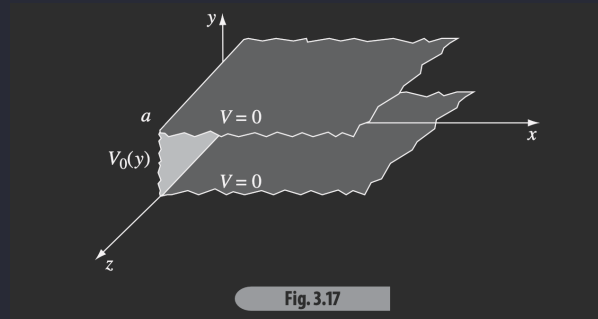 y
a
V = 0
x
V₀(y)
V = 0
z
Fig. 3.17